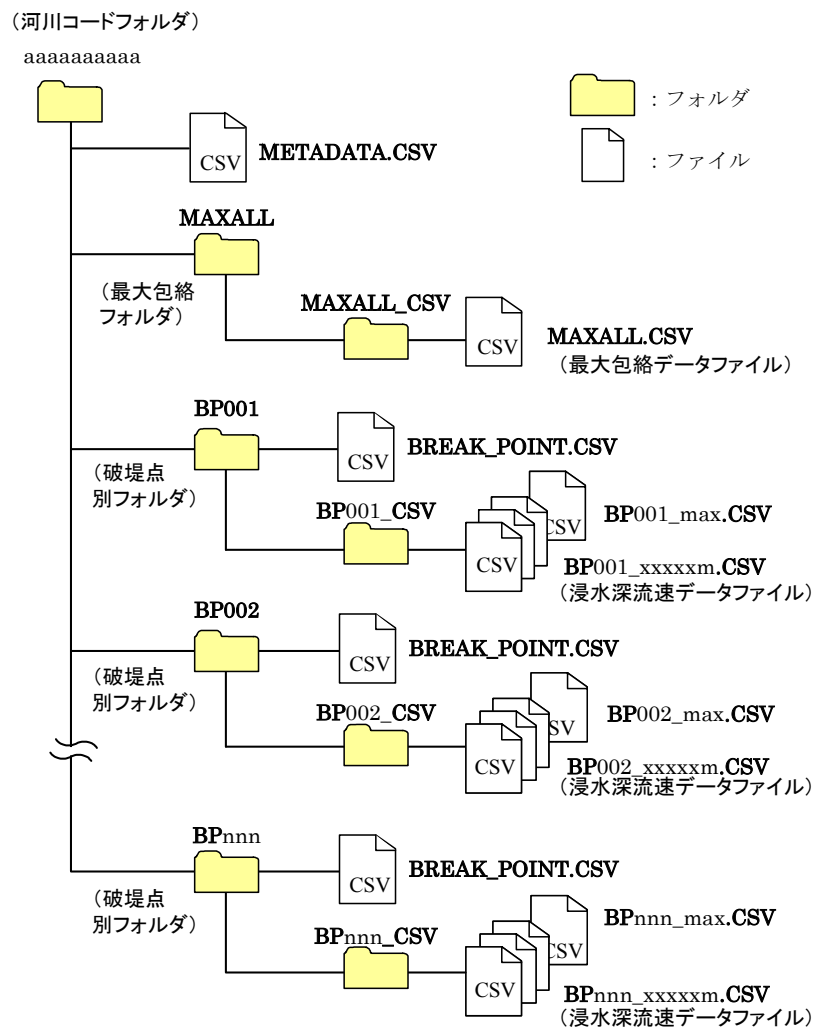 （河川コードフォルダ）
aaaaaaaaaa
：フォルダ
：ファイル
CSV
METADATA.CSV
MAXALL
（最大包絡
フォルダ）
MAXALL_CSV
CSV
MAXALL.CSV
（最大包絡データファイル）
BP001
（破堤点
別フォルダ）
CSV
BREAK_POINT.CSV
BP001_CSV
CSV
CSV
BP001_max.CSV
BP001_xxxxxm.CSV
（浸水深流速データファイル）
BP002
（破堤点
別フォルダ）
CSV
BREAK_POINT.CSV
BP002_CSV
SV
CSV
BP002_max.CSV
BP002_xxxxxm.CSV
（浸水深流速データファイル）
BPnnn
（破堤点
別フォルダ）
CSV
BREAK_POINT.CSV
BPnnn_CSV
CSV
CSV
BPnnn_max.CSV
BPnnn_xxxxxm.CSV
（浸水深流速データファイル）